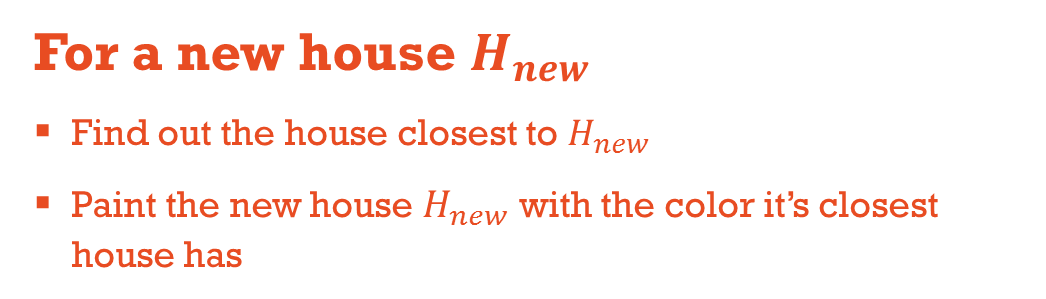 For a new house H_new
▪ Find out the house closest to H_new
▪ Paint the new house H_new with the color it's closest
house has